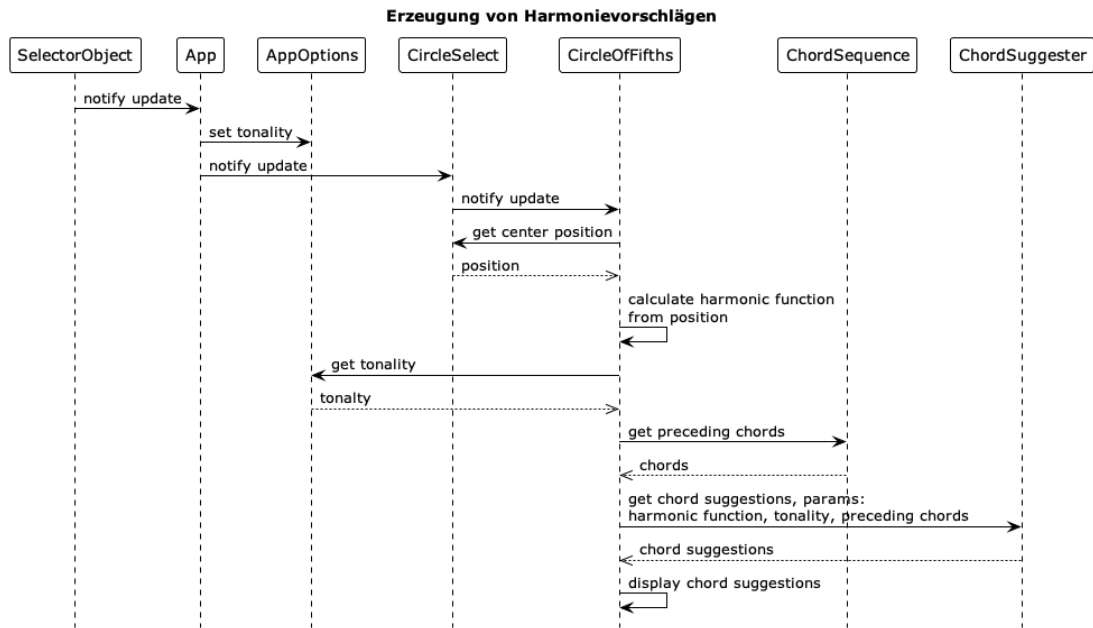 Erzeugung von Harmonievorschlägen
SelectorObject
App
AppOptions
CircleSelect
CircleOfFifths
ChordSequence
ChordSuggester
notify update
set tonality
notify update
notify update
get center position
position
calculate harmonic function
from position
get tonality
tonalty
get preceding chords
chords
get chord suggestions, params:
harmonic function, tonality, preceding chords
chord suggestions
display chord suggestions